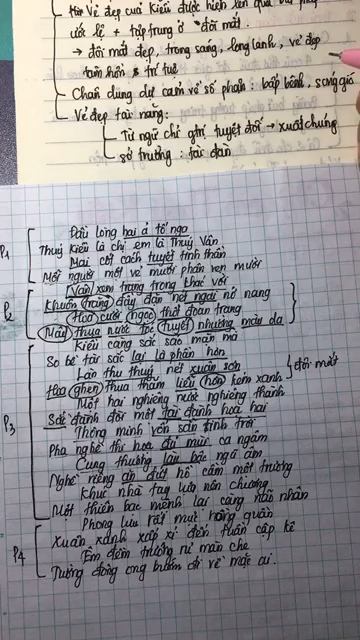 từ Vẻ đẹp của Kiều được hiện lên qua
ước lệ + tập trung ở "đôi mắt"
→ đôi mắt đẹp, trong sáng, long lanh, vẻ đẹp
tâm hồn & trí tuệ
Chân dung dự cảm về số phận: bấp bênh, sóng gió
Vẻ đẹp tài năng:
Từ ngữ chỉ gtrị tuyệt đối →
sở trường: tài đàn
P1
Đầu lòng hai ả tố nga
Thuý Kiều là chị em là Thuý Vân
Mai cốt cách tuyết tinh thần
Mỗi người một vẻ mười phân vẹn mười
P2
Vân xem trang trọng khác vời
Khuôn trăng đầy đặn nét ngài nở nang
Hoa cười ngọc thốt đoan trang
Mây thua nước tóc tuyết nhường màu da
P3
Kiều càng sắc sảo mặn mà
So bề tài sắc lại là phần hơn
Làn thu thuỷ nét xuân sơn
Hoa ghen thua thắm liễu hờn kém xanh
đôi mắt
Một hai nghiêng nước nghiêng thành
Sắc đành đòi một tài đành hoạ hai
Thông minh vốn sẵn tính trời
Pha nghề thi hoạ đủ mùi ca ngâm
Cung thương lầu bậc ngũ âm
Nghề riêng ăn đứt hồ cầm một trương
Khúc nhà tay lựa nên chương
Một thiên bạc mệnh lại càng não nhân
P4
Phong lưu rất mực hồng quần
Xuân xanh xấp xỉ đến tuần cập kê
Êm đềm trướng rủ màn che
Tường đông ong bướm đi về mặc ai.